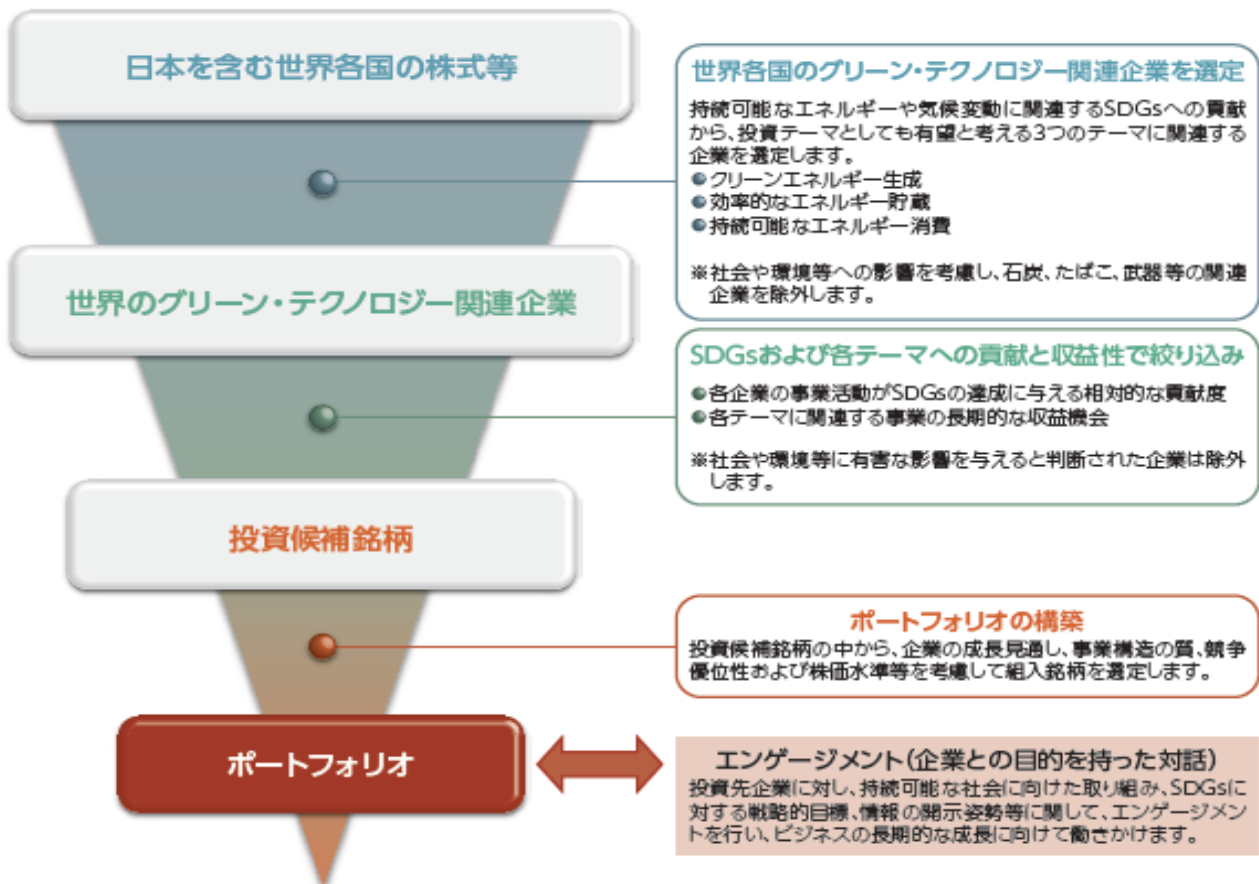 日本を含む世界各国の株式等
世界各国のグリーン・テクノロジー関連企業を選定
持続可能なエネルギーや気候変動に関連するSDGsへの貢献
から、投資テーマとしても有望と考える3つのテーマに関連する
企業を選定します。
●クリーンエネルギー生成
●効率的なエネルギー貯蔵
●持続可能なエネルギー消費
※社会や環境等への影響を考慮し、石炭、たばこ、武器等の関連
企業を除外します。
世界のグリーン・テクノロジー関連企業
SDGsおよび各テーマへの貢献と収益性で絞り込み
●各企業の事業活動がSDGsの達成に与える相対的な貢献度
●各テーマに関連する事業の長期的な収益機会
※社会や環境等に有害な影響を与えると判断された企業は除外
します。
投資候補銘柄
ポートフォリオの構築
投資候補銘柄の中から、企業の成長見通し、事業構造の質、競争
優位性および株価水準等を考慮して組入銘柄を選定します。
ポートフォリオ
エンゲージメント(企業との目的を持った対話)
投資先企業に対し、持続可能な社会に向けた取り組み、SDGsに
対する戦略的目標、情報の開示姿勢等に関して、エンゲージメン
トを行い、ビジネスの長期的な成長に向けて働きかけます。